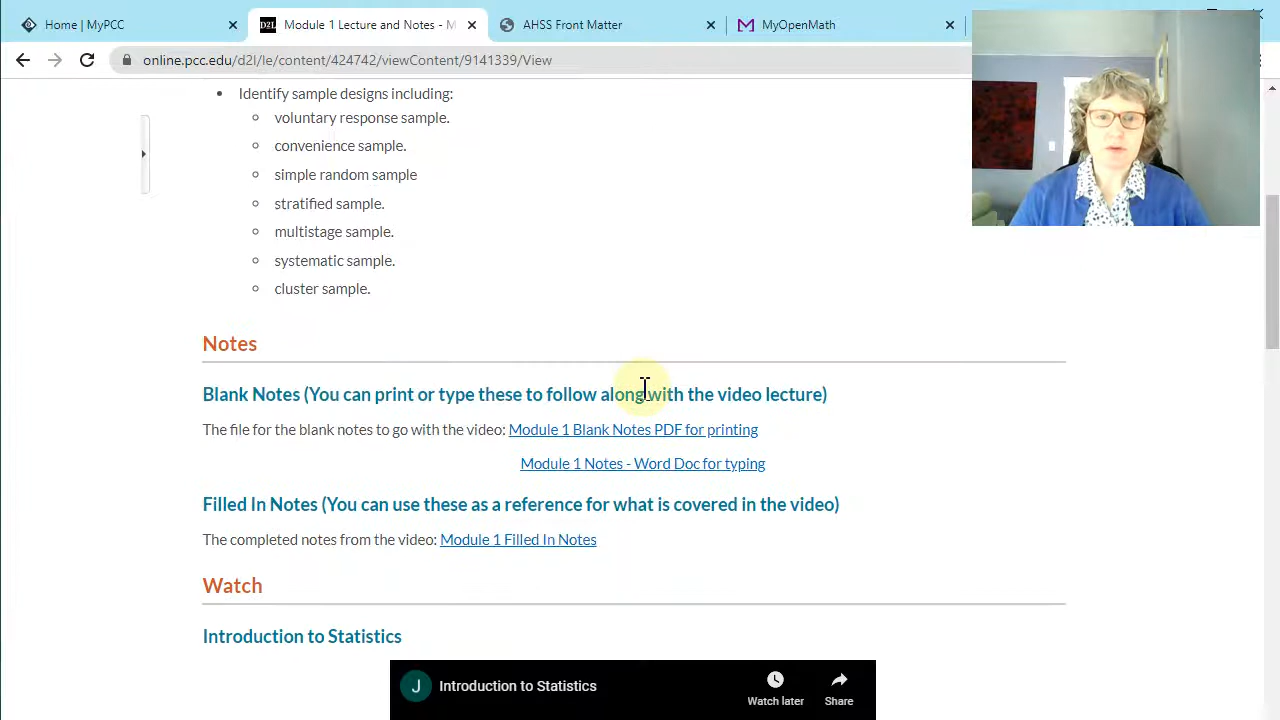 Home | MyPCC
Module 1 Lecture and Notes - M
AHSS Front Matter
MyOpenMath
online.pcc.edu/d2l/le/content/424742/viewContent/9141339/View
Identify sample designs including:
voluntary response sample.
convenience sample.
simple random sample
stratified sample.
multistage sample.
systematic sample.
cluster sample.
Notes
Blank Notes (You can print or type these to follow along with the video lecture)
The file for the blank notes to go with the video: Module 1 Blank Notes PDF for printing
Module 1 Notes - Word Doc for typing
Filled In Notes (You can use these as a reference for what is covered in the video)
The completed notes from the video: Module 1 Filled In Notes
Watch
Introduction to Statistics
J Introduction to Statistics
Watch later
Share